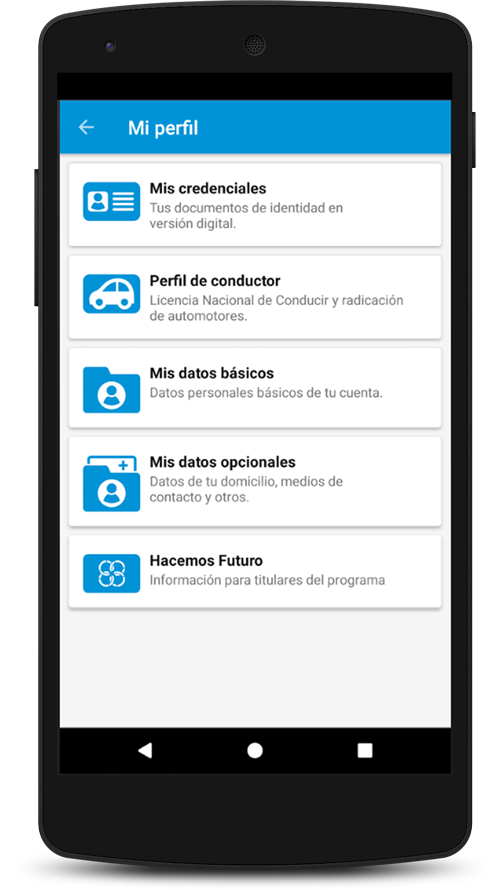 Mi perfil
Mis credenciales
Tus documentos de identidad en
versión digital.
Perfil de conductor
Licencia Nacional de Conducir y radicación
de automotores.
Mis datos básicos
Datos personales básicos de tu cuenta.
Mis datos opcionales
Datos de tu domicilio, medios de
contacto y otros.
Hacemos Futuro
Información para titulares del programa